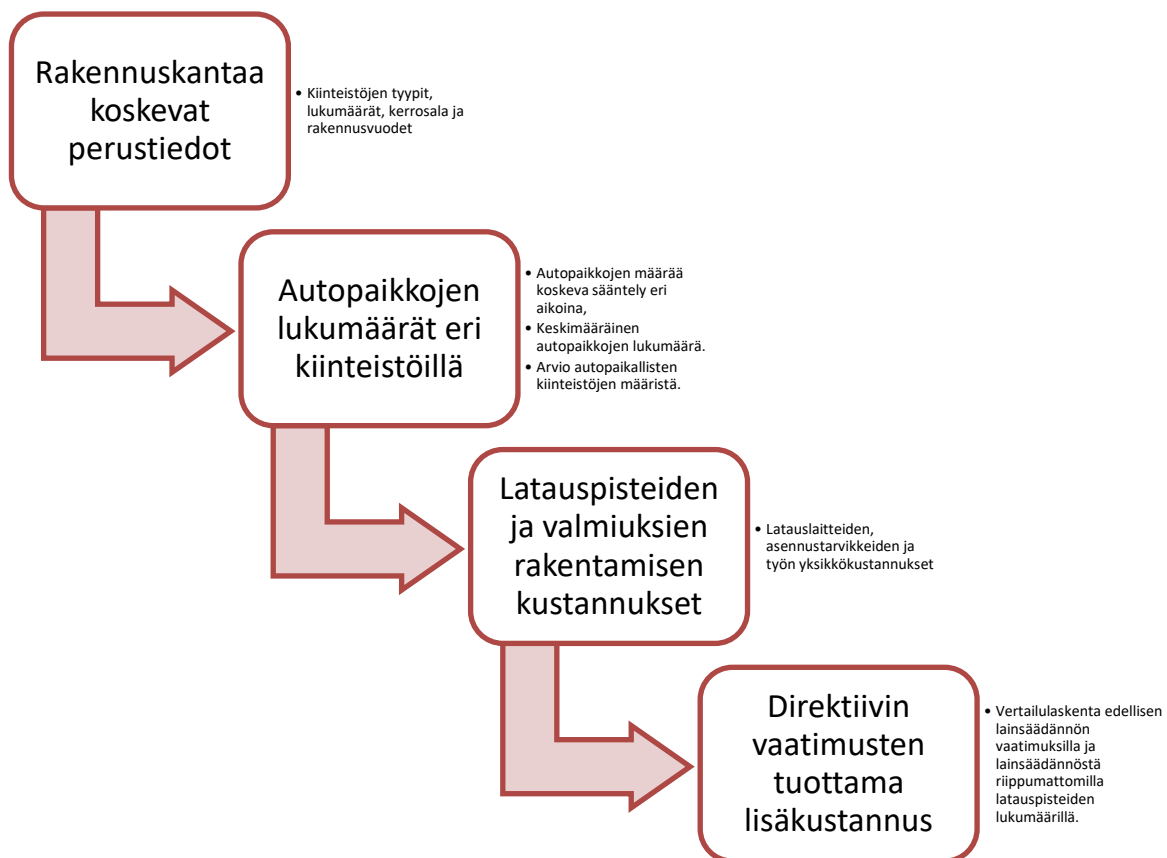 Rakennuskantaa
koskevat
perustiedot
• Kiinteistöjen tyypit,
lukumäärät, kerrosala ja
rakennusvuodet
Autopaikkojen
lukumäärät eri
kiinteistöillä
• Autopaikkojen määrää
koskeva sääntely eri
aikoina,
• Keskimääräinen
autopaikkojen lukumäärä.
• Arvio autopaikallisten
kiinteistöjen määristä.
Latauspisteiden
ja valmiuksien
rakentamisen
kustannukset
• Latauslaitteiden,
asennustarvikkeiden ja
työn yksikkökustannukset
Direktiivin
vaatimusten
tuottama
lisäkustannus
• Vertailulaskenta edellisen
lainsäädännön
vaatimuksilla ja
lainsäädännöstä
riippumattomilla
latauspisteiden
lukumäärillä.